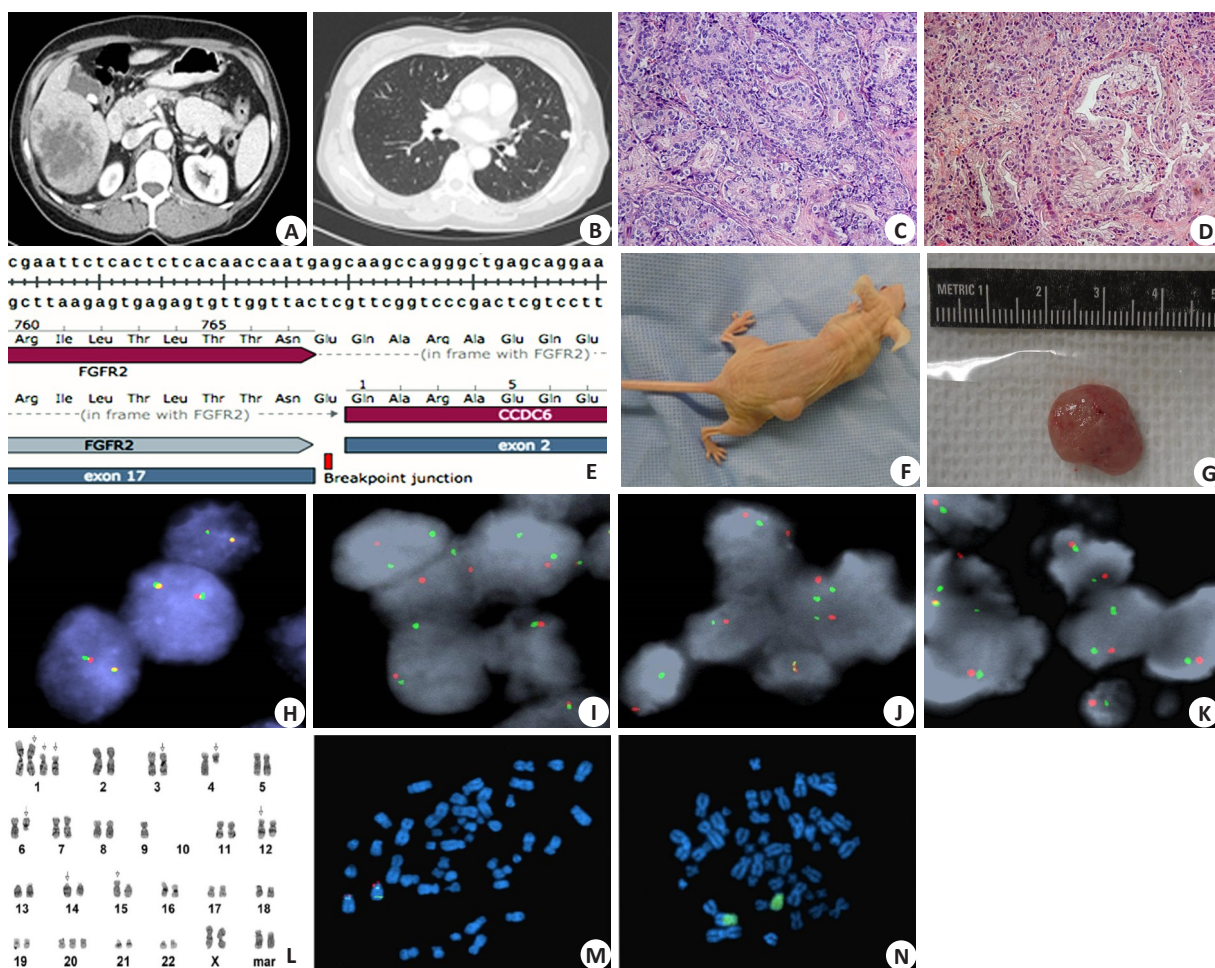 A
B
C
D
cgaattctcactctcacaaccaatgagcaagccagggctgagcaggaa
gcttaagagtgagagtgttggttactcgttcggtcccgactcgtcctt
760 765
Arg Ile Leu Thr Leu Thr Thr Asn Glu Gln Ala Arg Ala Glu Gln Glu
(in frame with FGFR2)
FGFR2
1 5
Arg Ile Leu Thr Leu Thr Thr Asn Glu Gln Ala Arg Ala Glu Gln Glu
(in frame with FGFR2)
CCDC6
FGFR2
exon 2
exon 17
Breakpoint junction
E
F
METRIC 1 2 3 4 5
G
H
I
J
K
1 2 3 4 5
6 7 8 9 10 11 12
13 14 15 16 17 18
19 20 21 22 X mar
L
M
N